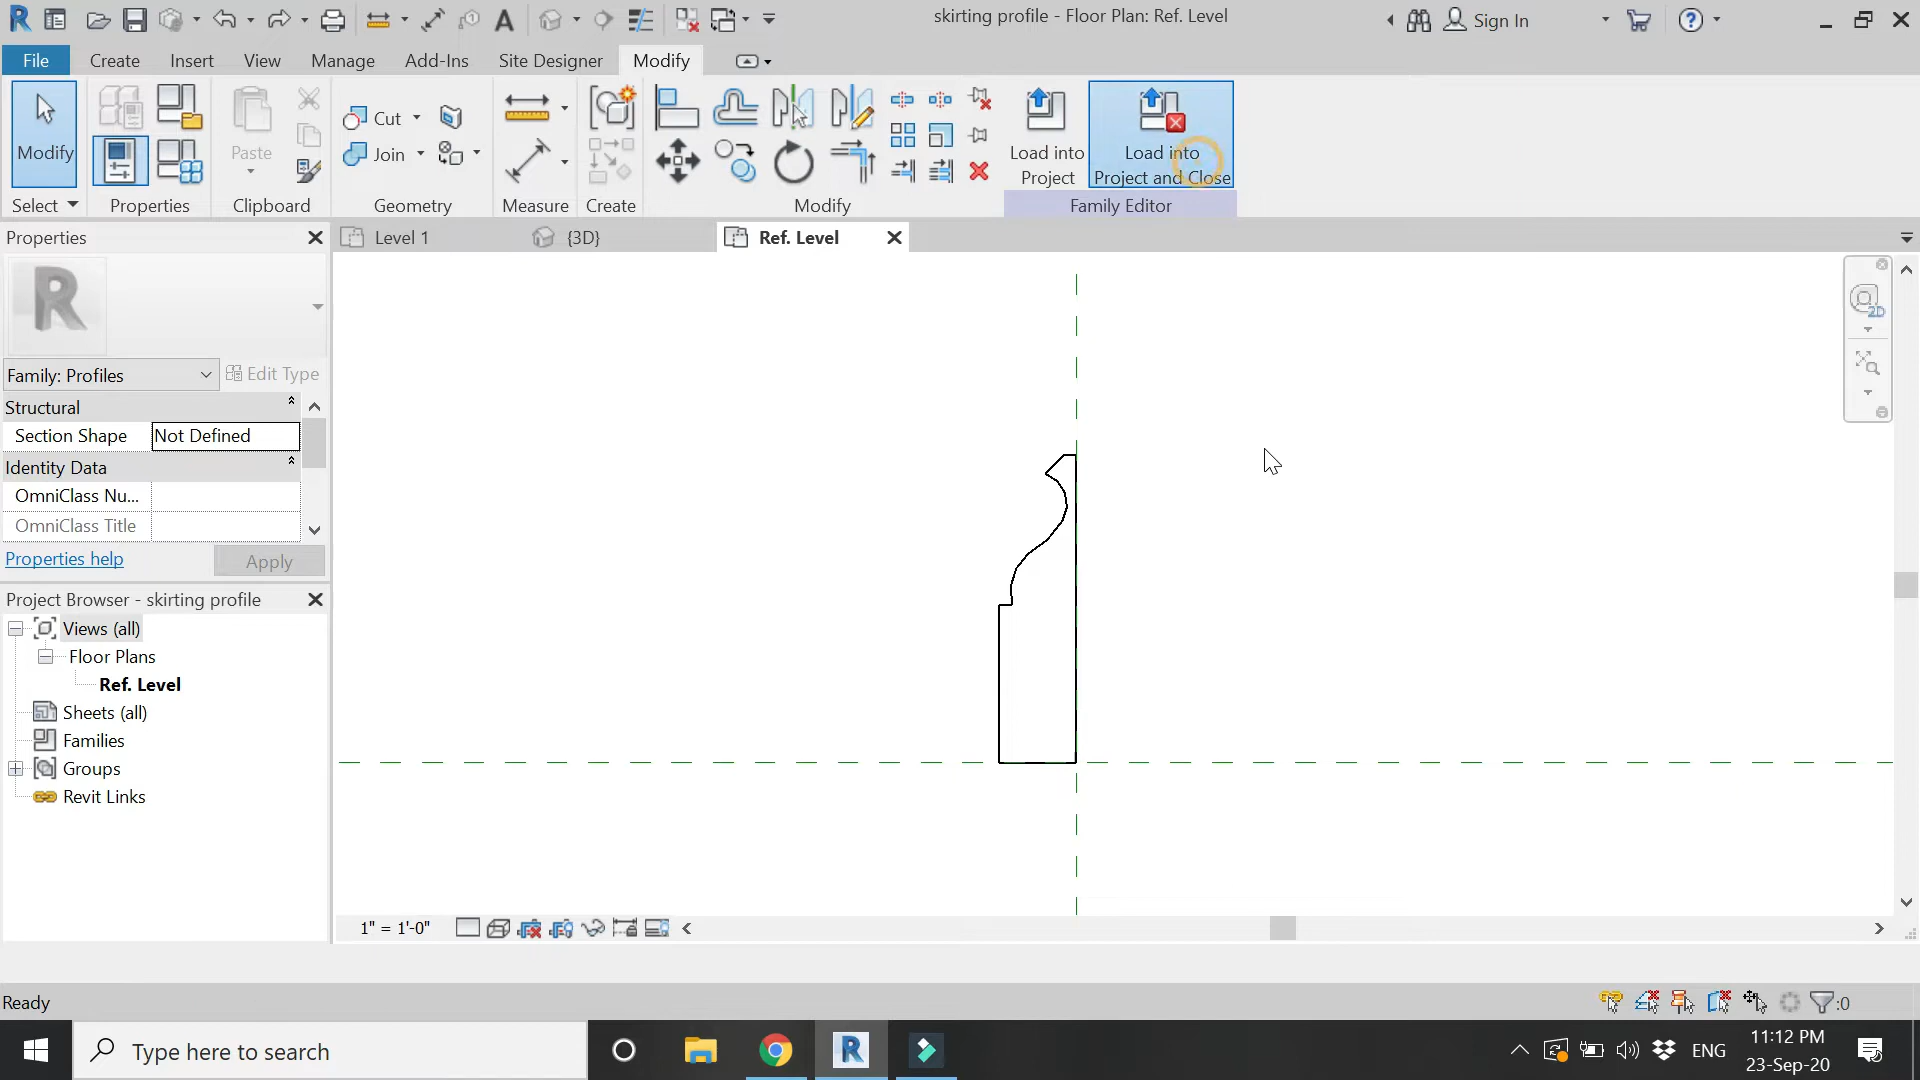 skirting profile - Floor Plan: Ref. Level
Sign In
File
Create
Insert
View
Manage
Add-Ins
Site Designer
Modify
Modify
Paste
Cut
Join
Load into Project
Load into Project and Close
Select
Properties
Clipboard
Geometry
Measure
Create
Modify
Family Editor
Properties
Level 1
{3D}
Ref. Level
R
Family: Profiles
Edit Type
Structural
Section Shape
Not Defined
Identity Data
OmniClass Nu...
OmniClass Title
Properties help
Apply
2D
Project Browser - skirting profile
Views (all)
Floor Plans
Ref. Level
Sheets (all)
Families
Groups
Revit Links
1" = 1'-0"
Ready
:0
Type here to search
ENG
11:12 PM
23-Sep-20